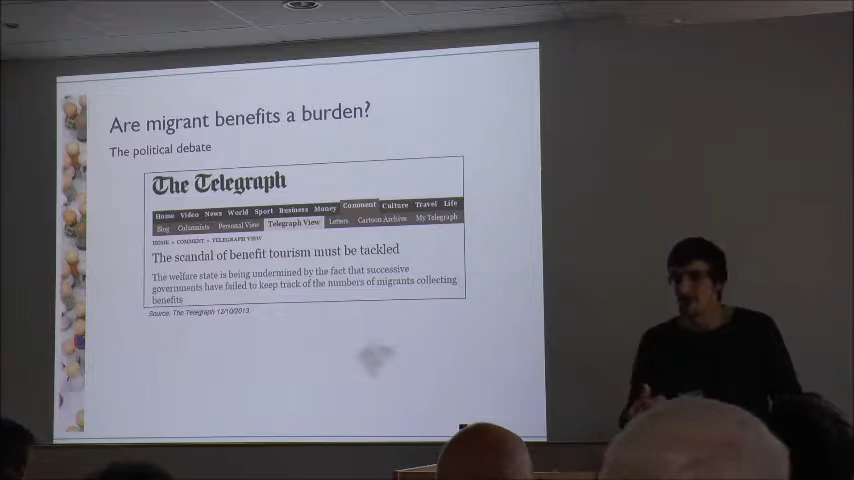 Are migrant benefits a burden?
The political debate
The Telegraph
Home Video News World Sport Business Money Comment Culture Travel Life
Blog Columnists Personal View Telegraph View Letters Cartoon Archive My Telegraph
HOME » COMMENT » TELEGRAPH VIEW
The scandal of benefit tourism must be tackled
The welfare state is being undermined by the fact that successive
governments have failed to keep track of the numbers of migrants collecting
benefits
Source: The Telegraph 12/10/2013